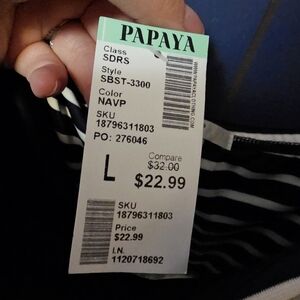 PAPAYA
Class
SDRS
Style
SBST-3300
Color
NAVP
SKU
18796311803
PO: 276046
L
Compare
$32.00
$22.99
SKU
18796311803
Price
$22.99
I.N.
1120718692